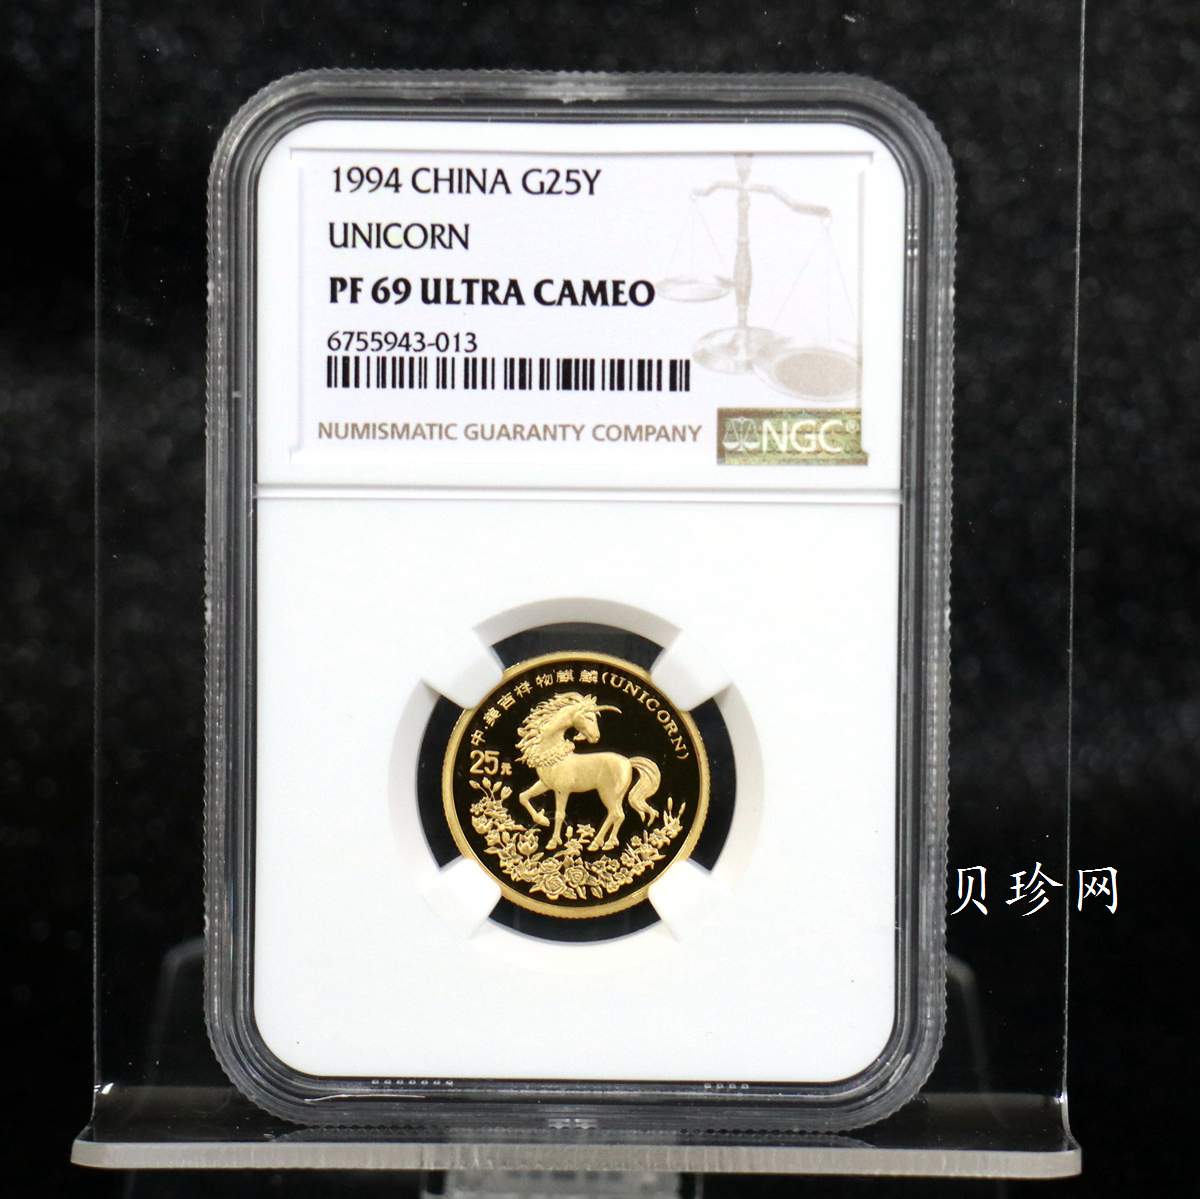 1994 CHINA G25Y
UNICORN
PF 69 ULTRA CAMEO
6755943-013
NUMISMATIC GUARANTY COMPANY
NGC®
中·美吉祥物麒麟(UNICORN)
25元
贝珍网